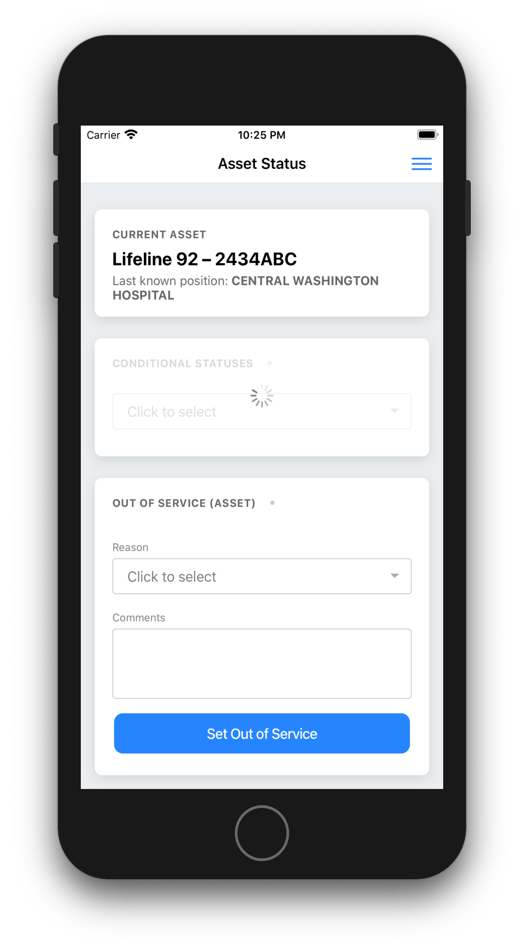 Carrier 10:25 PM
Asset Status
CURRENT ASSET
Lifeline 92 – 2434ABC
Last known position: CENTRAL WASHINGTON
HOSPITAL
CONDITIONAL STATUSES
Click to select
OUT OF SERVICE (ASSET)
Reason
Click to select
Comments
Set Out of Service